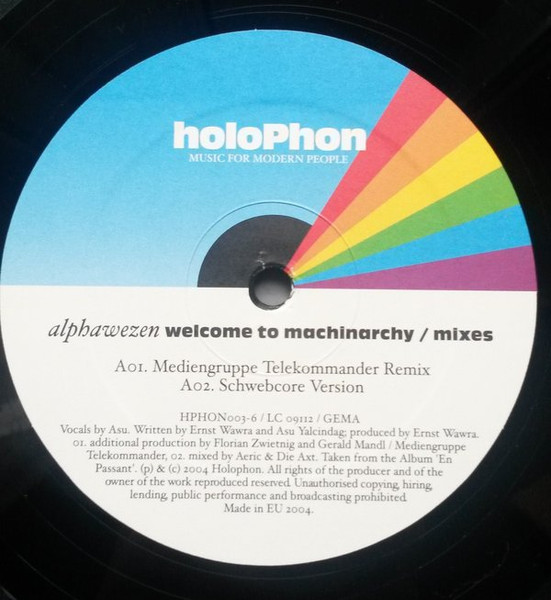 holoPhon
MUSIC FOR MODERN PEOPLE
alphawezen welcome to machinarchy / mixes
A01. Mediengruppe Telekommander Remix
A02. Schwebcore Version
HPHON003-6 / LC 09112 / GEMA
Vocals by Asu. Written by Ernst Wawra and Asu Yalcindag; produced by Ernst Wawra.
01. additional production by Florian Zwietnig and Gerald Mandl / Mediengruppe
Telekommander, 02. mixed by Aeric & Die Axt. Taken from the Album 'En
Passant'. (p) & (c) 2004 Holophon. All rights of the producer and of the
owner of the work reproduced reserved. Unauthorised copying, hiring,
lending, public performance and broadcasting prohibited.
Made in EU 2004.